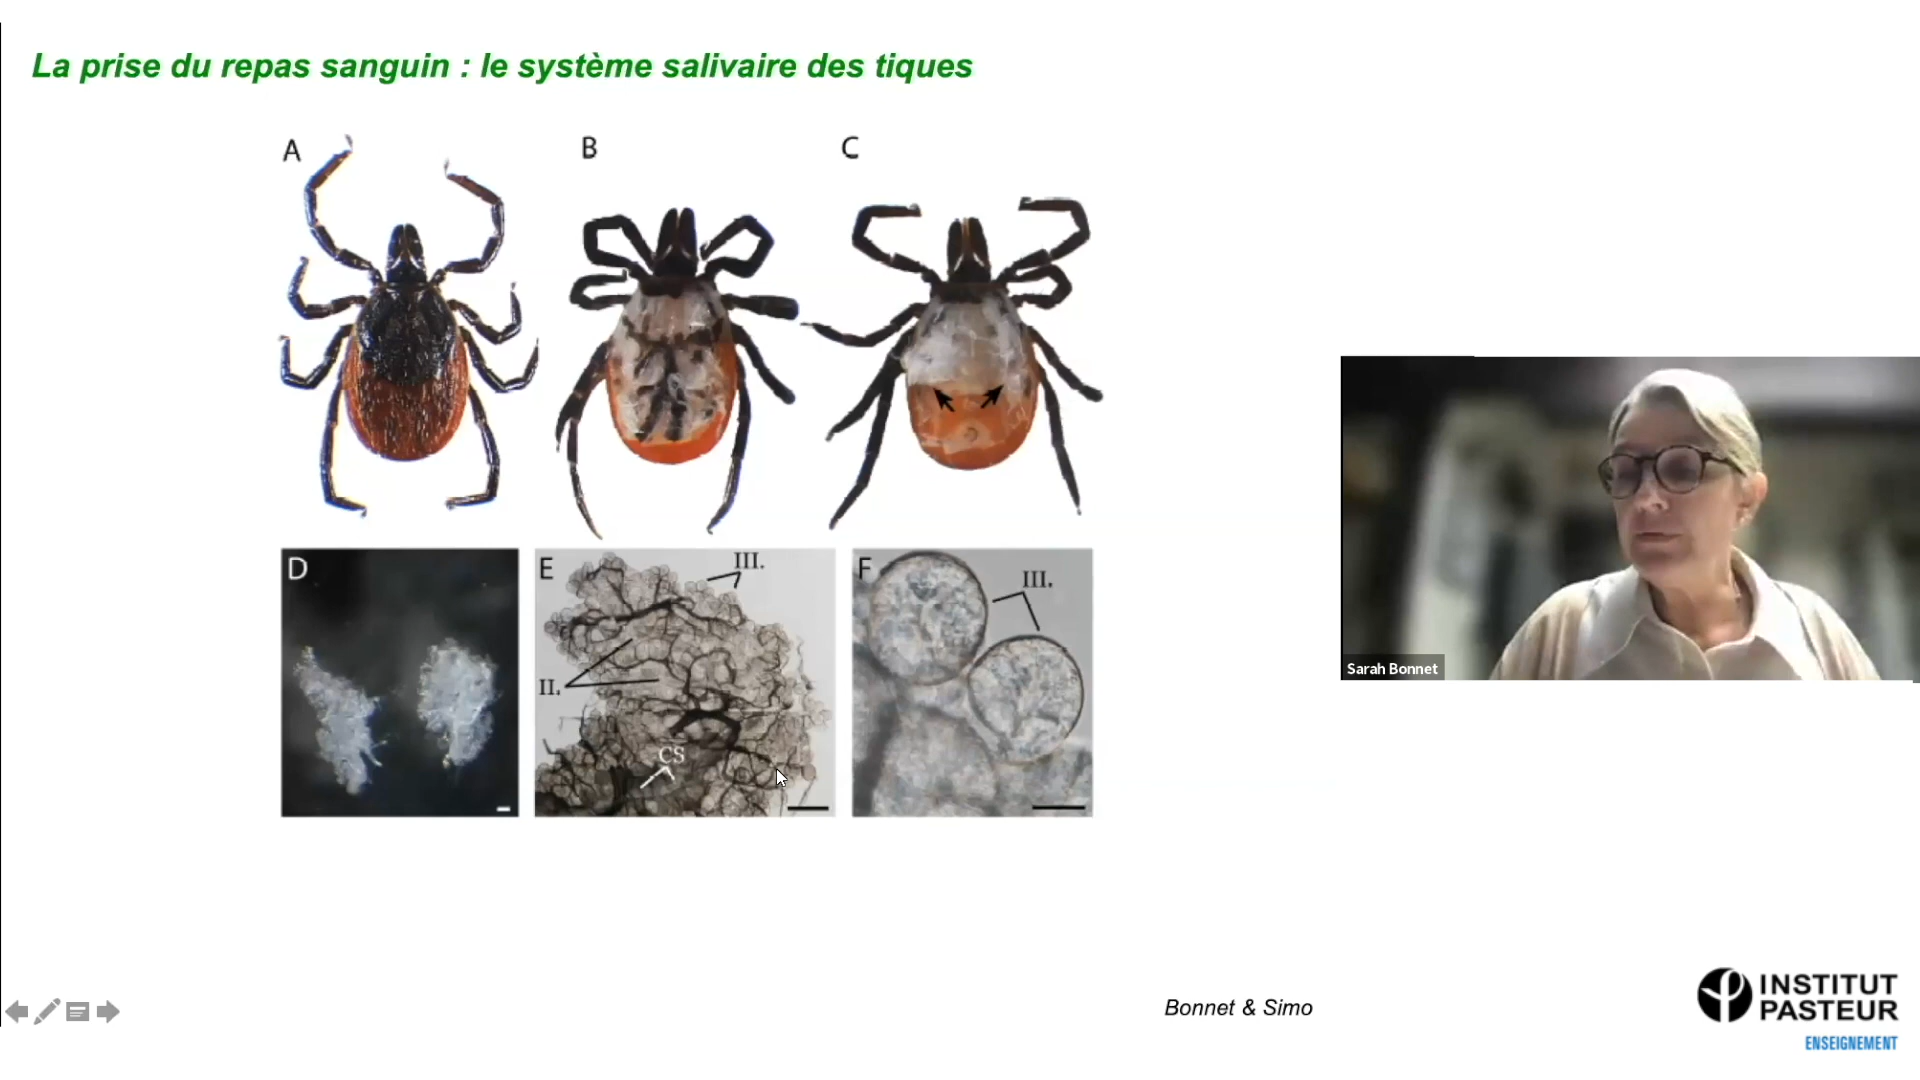 La prise du repas sanguin : le système salivaire des tiques
A
B
C
D
E
III.
II.
CS
F
III.
Sarah Bonnet
Bonnet & Simo
INSTITUT
PASTEUR
ENSEIGNEMENT